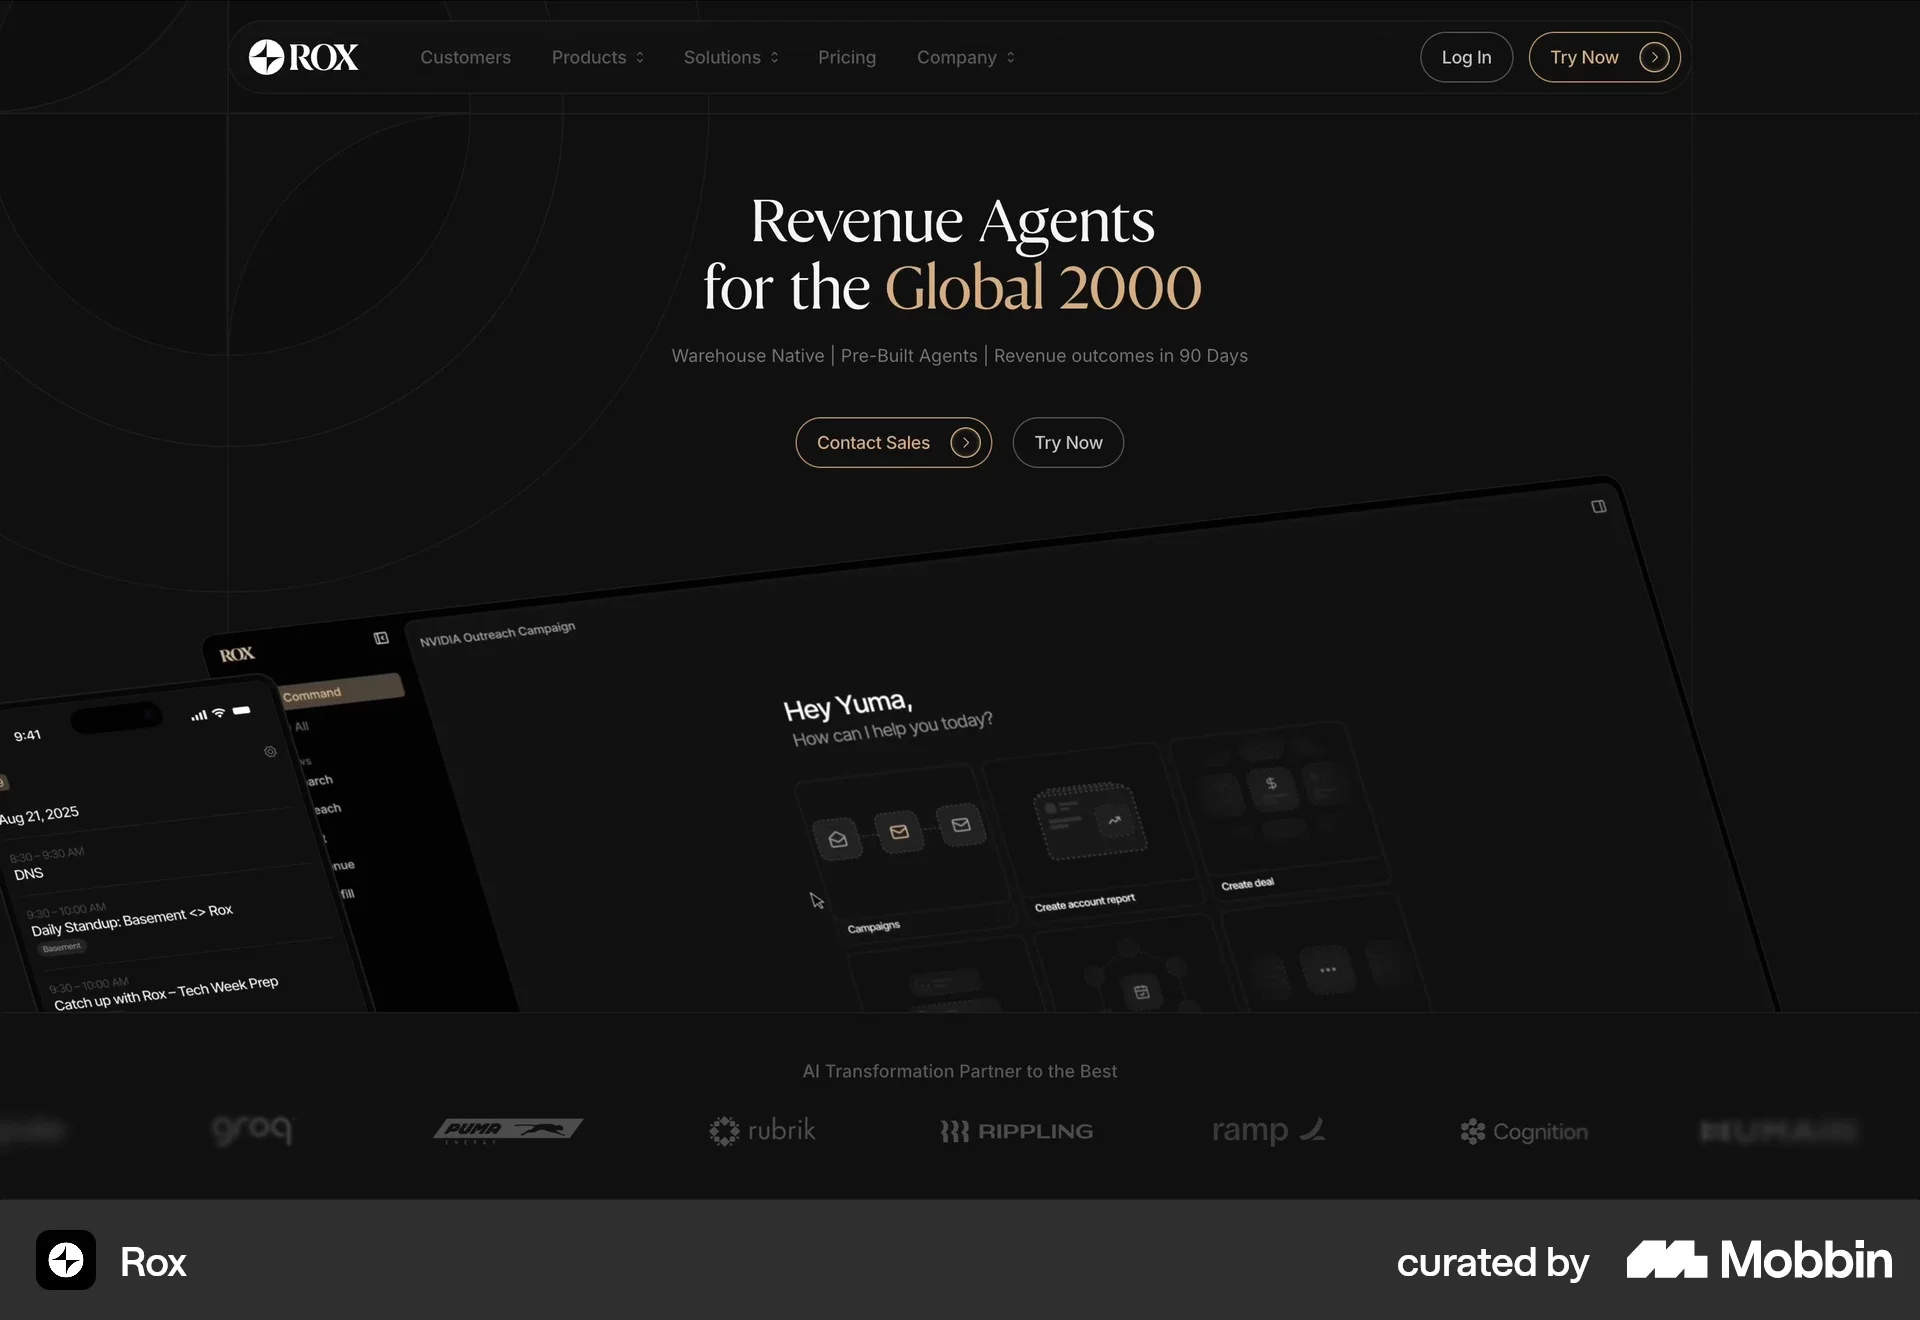 ROX
Customers
Products
Solutions
Pricing
Company
Log In
Try Now
Revenue Agents
for the Global 2000
Warehouse Native | Pre-Built Agents | Revenue outcomes in 90 Days
Contact Sales
Try Now
ROX
NVIDIA Outreach Campaign
Command
All
Hey Yuma,
How can I help you today?
Campaigns
Create account report
Create deal
$
9:41
Aug 21, 2025
8:30 – 9:30 AM
DNS
9:30 – 10:00 AM
Daily Standup: Basement <> Rox
Basement
9:30 – 10:00 AM
Catch up with Rox – Tech Week Prep
AI Transformation Partner to the Best
groq
PUMA
ENERGY
rubrik
RIPPLING
ramp
Cognition
HUMAIN
Rox
curated by
Mobbin